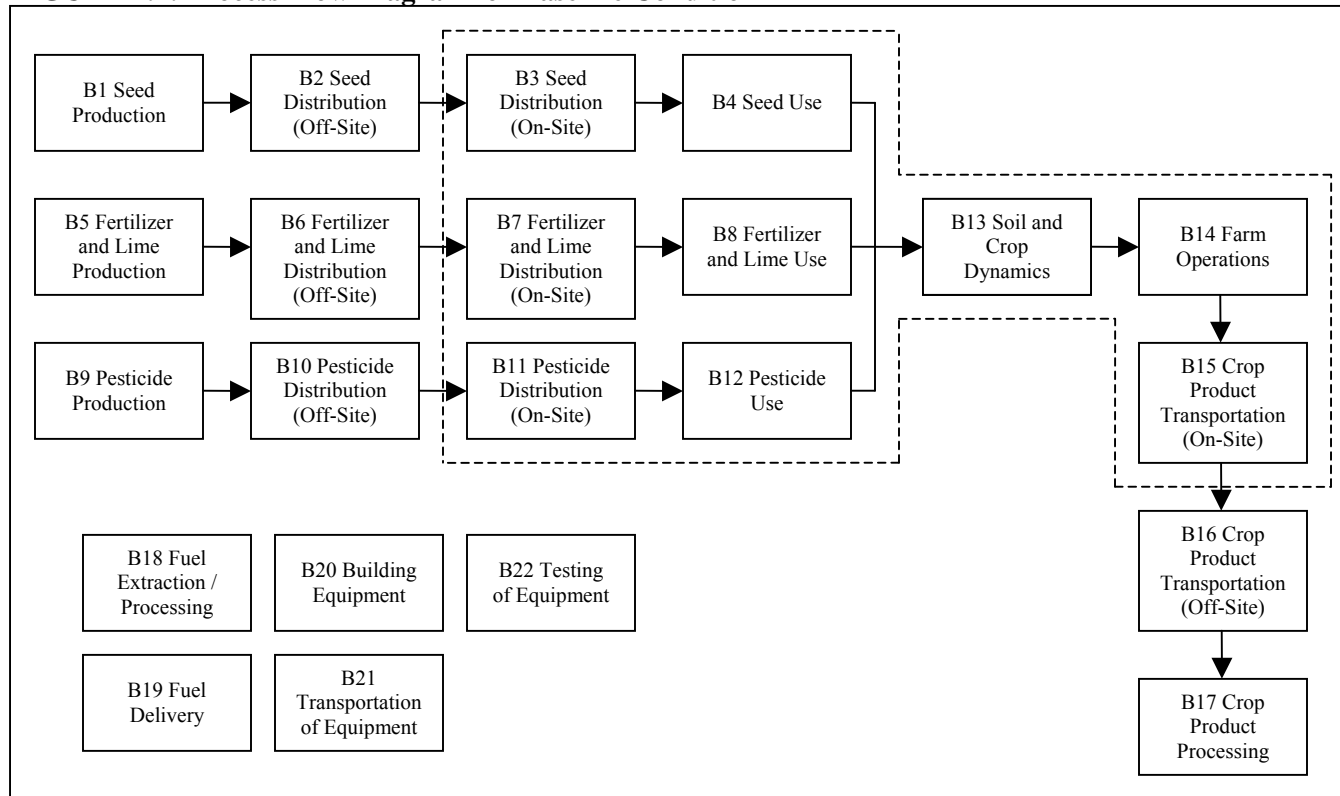 B1 Seed
Production
B2 Seed
Distribution
(Off-Site)
B3 Seed
Distribution
(On-Site)
B4 Seed Use
B5 Fertilizer
and Lime
Production
B6 Fertilizer
and Lime
Distribution
(Off-Site)
B7 Fertilizer
and Lime
Distribution
(On-Site)
B8 Fertilizer
and Lime Use
B13 Soil and
Crop
Dynamics
B14 Farm
Operations
B9 Pesticide
Production
B10 Pesticide
Distribution
(Off-Site)
B11 Pesticide
Distribution
(On-Site)
B12 Pesticide
Use
B15 Crop
Product
Transportation
(On-Site)
B18 Fuel
Extraction /
Processing
B20 Building
Equipment
B22 Testing
of Equipment
B16 Crop
Product
Transportation
(Off-Site)
B19 Fuel
Delivery
B21
Transportation
of Equipment
B17 Crop
Product
Processing